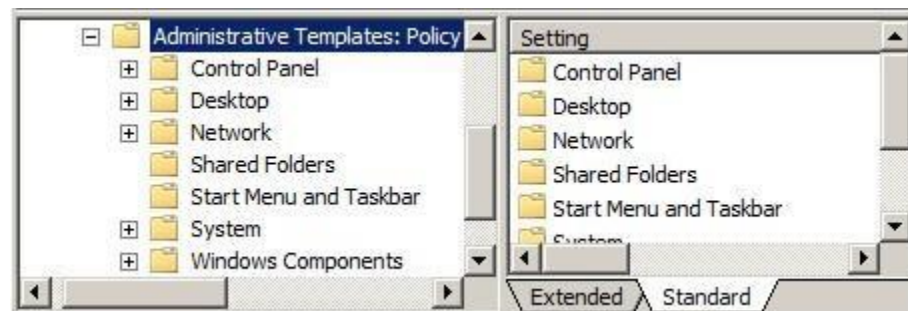 Administrative Templates: Policy
Control Panel
Desktop
Network
Shared Folders
Start Menu and Taskbar
System
Windows Components
Setting
Control Panel
Desktop
Network
Shared Folders
Start Menu and Taskbar
System
Extended
Standard